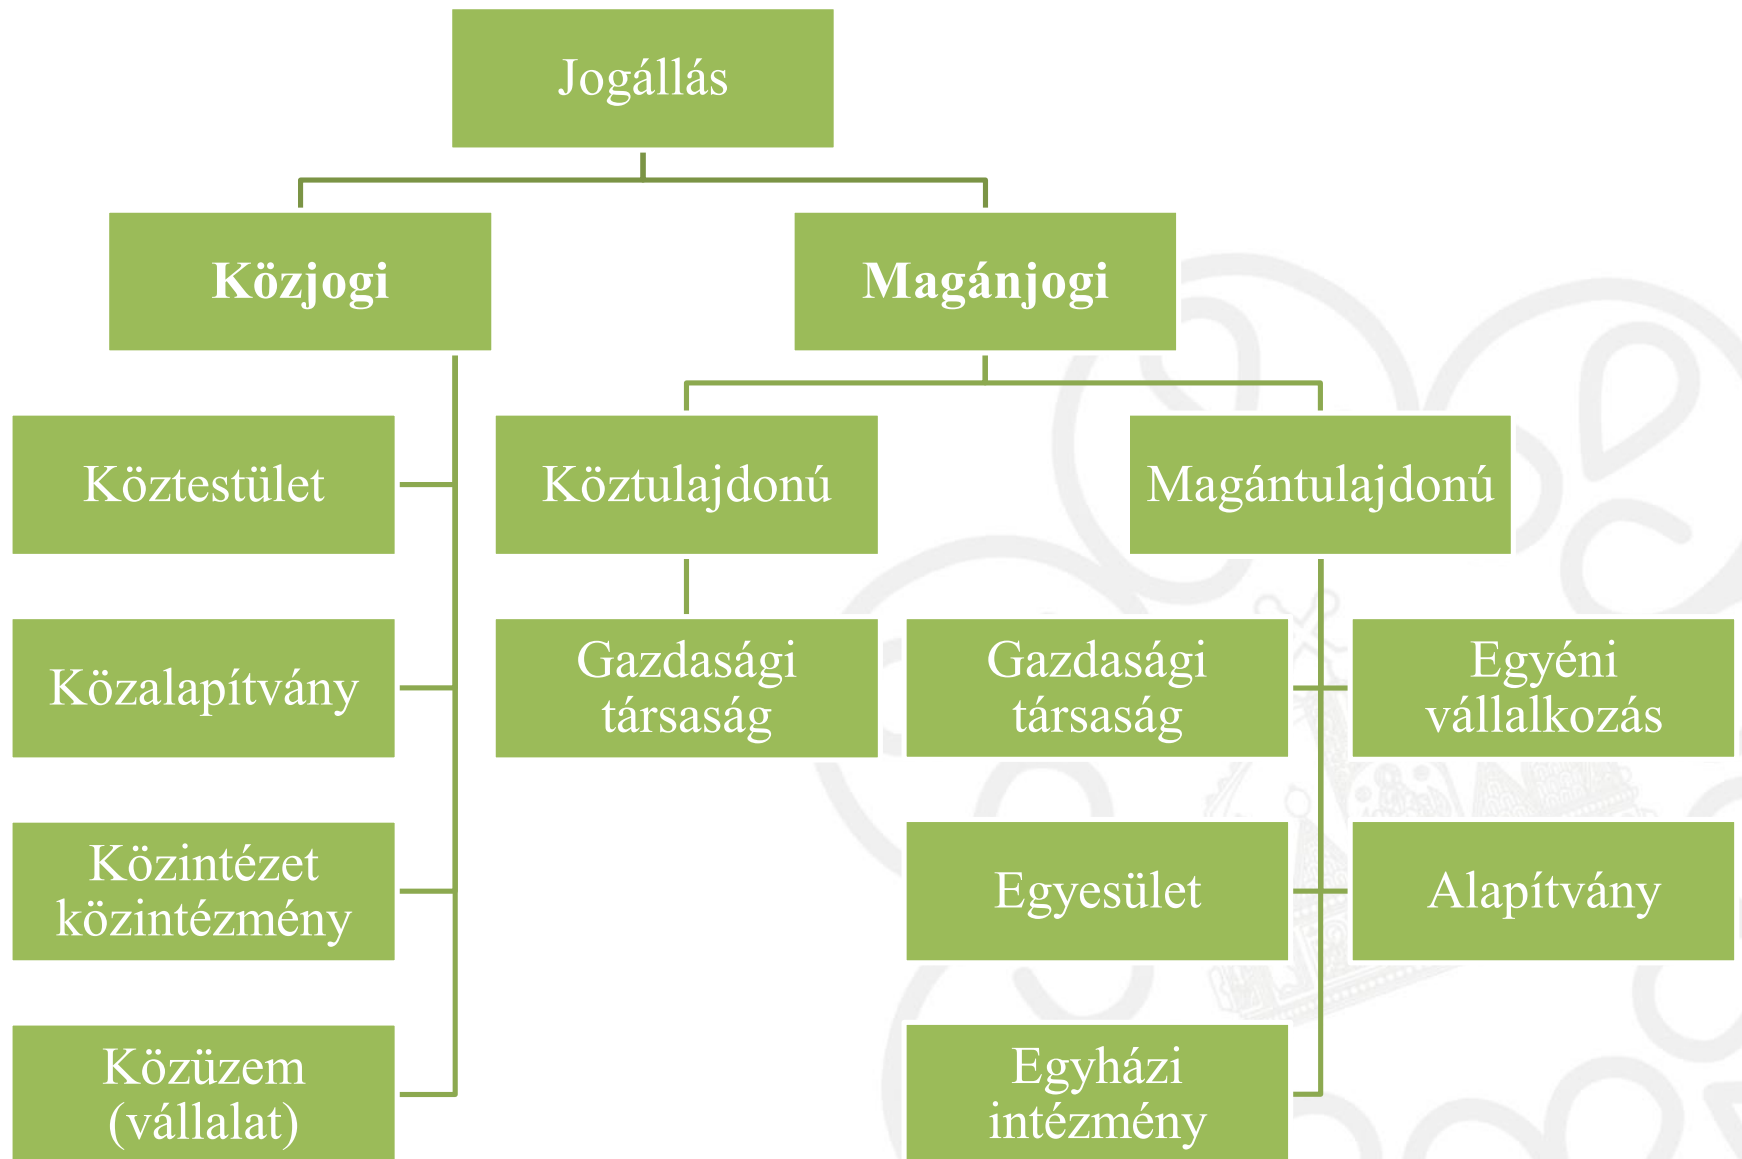 Jogállás
Közjogi
Magánjogi
Köztestület
Köztulajdonú
Magántulajdonú
Közalapítvány
Gazdasági
társaság
Gazdasági
társaság
Egyéni
vállalkozás
Közintézet
közintézmény
Egyesület
Alapítvány
Közüzem
(vállalat)
Egyházi
intézmény